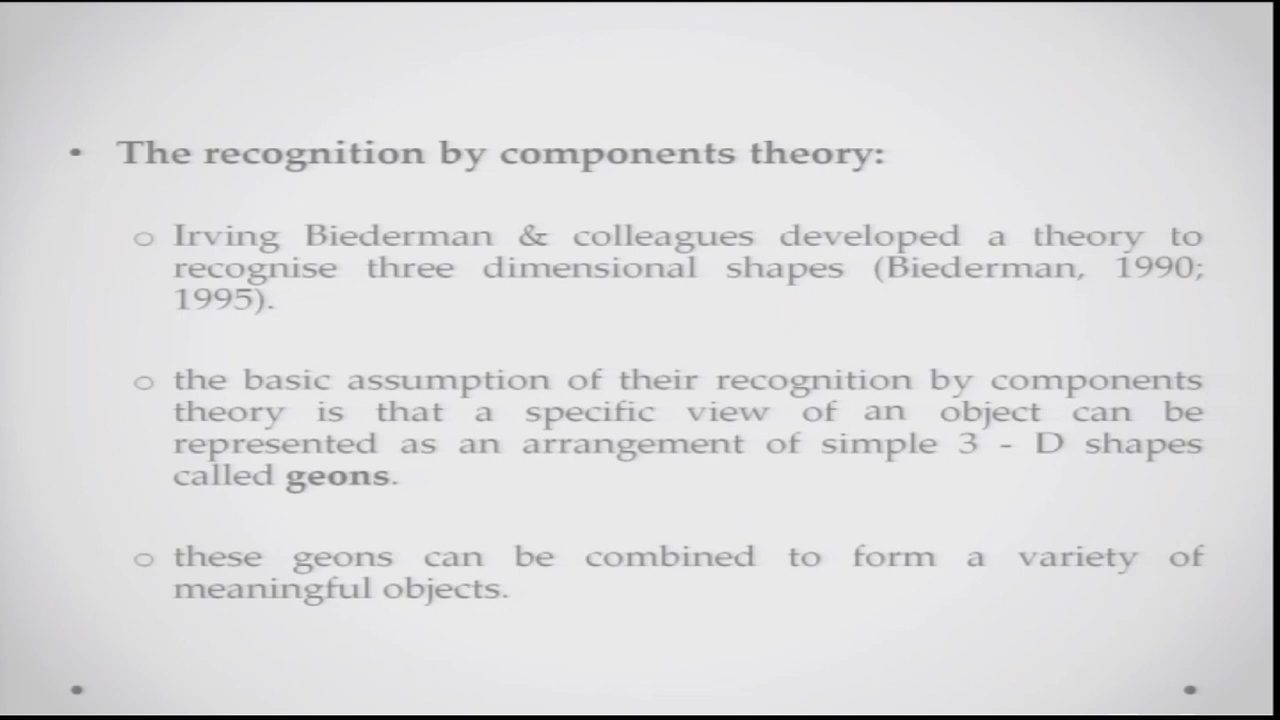 • The recognition by components theory:
o Irving Biederman & colleagues developed a theory to
recognise three dimensional shapes (Biederman, 1990;
1995).
o the basic assumption of their recognition by components
theory is that a specific view of an object can be
represented as an arrangement of simple 3 - D shapes
called geons.
o these geons can be combined to form a variety of
meaningful objects.